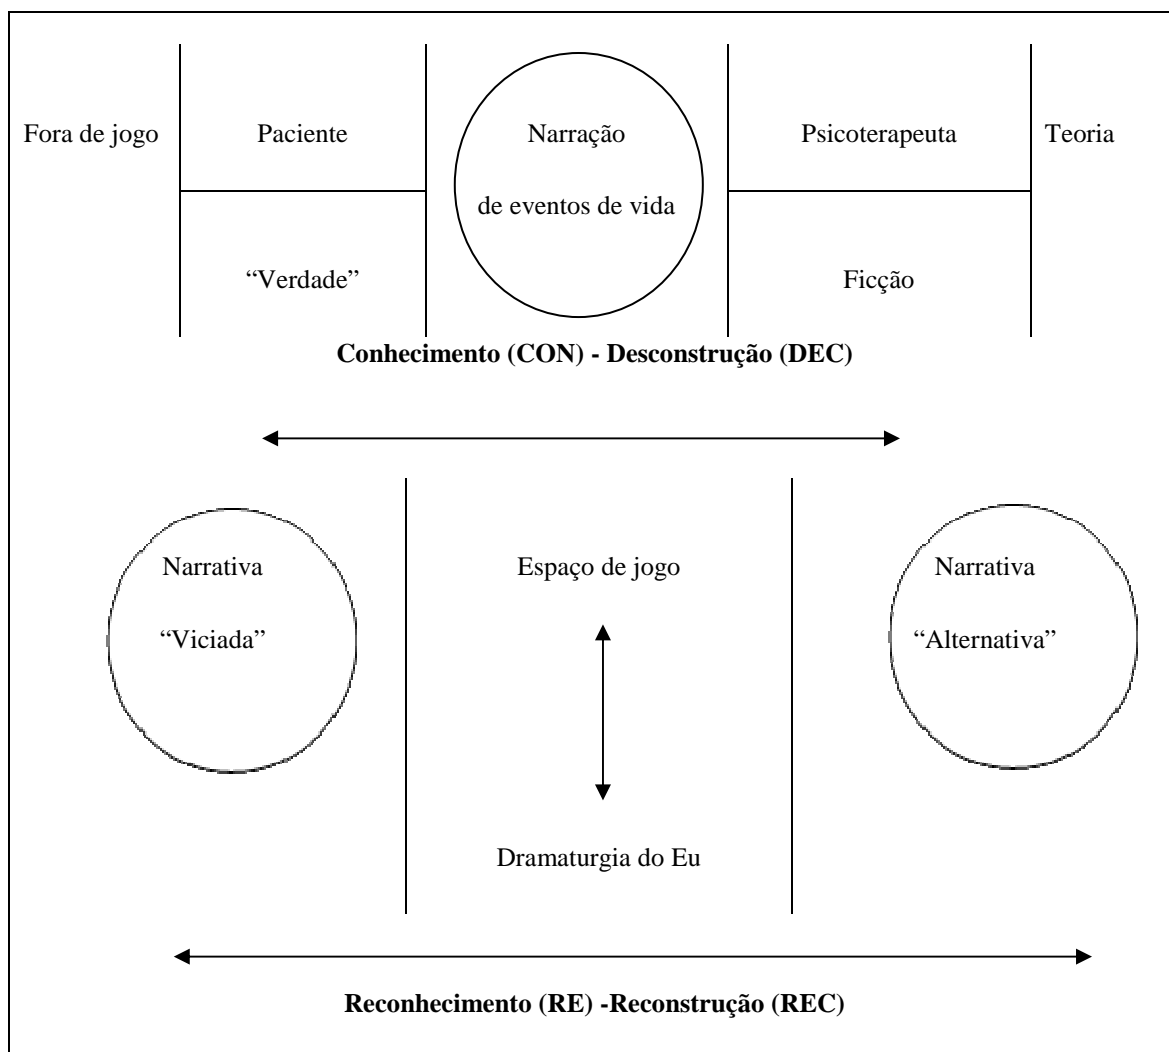 Fora de jogo
Paciente
Narração
Psicoterapeuta
Teoria
de eventos de vida
“Verdade”
Ficção
Conhecimento (CON) - Desconstrução (DEC)
Narrativa
Espaço de jogo
Narrativa
“Viciada”
“Alternativa”
Dramaturgia do Eu
Reconhecimento (RE) -Reconstrução (REC)